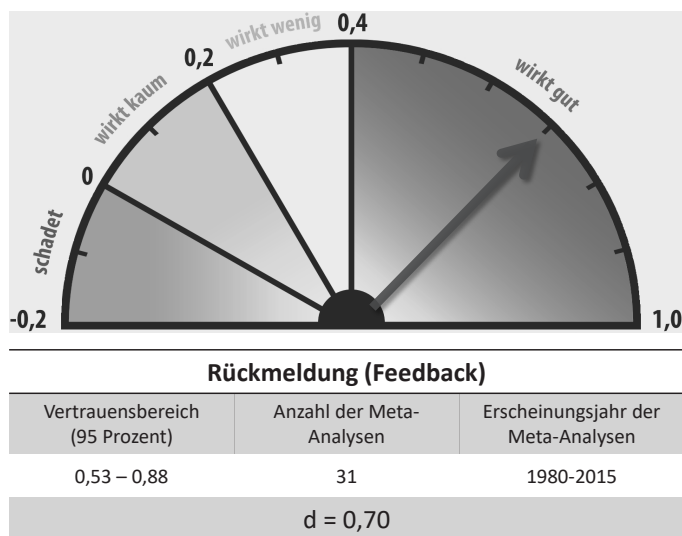 wirkt wenig
0,4
0,2
wirkt kaum
wirkt gut
0
schadet
-0,2
1,0
Rückmeldung (Feedback)
Vertrauensbereich
(95 Prozent)
Anzahl der Meta-
Analysen
Erscheinungsjahr der
Meta-Analysen
0,53 – 0,88
31
1980-2015
d = 0,70